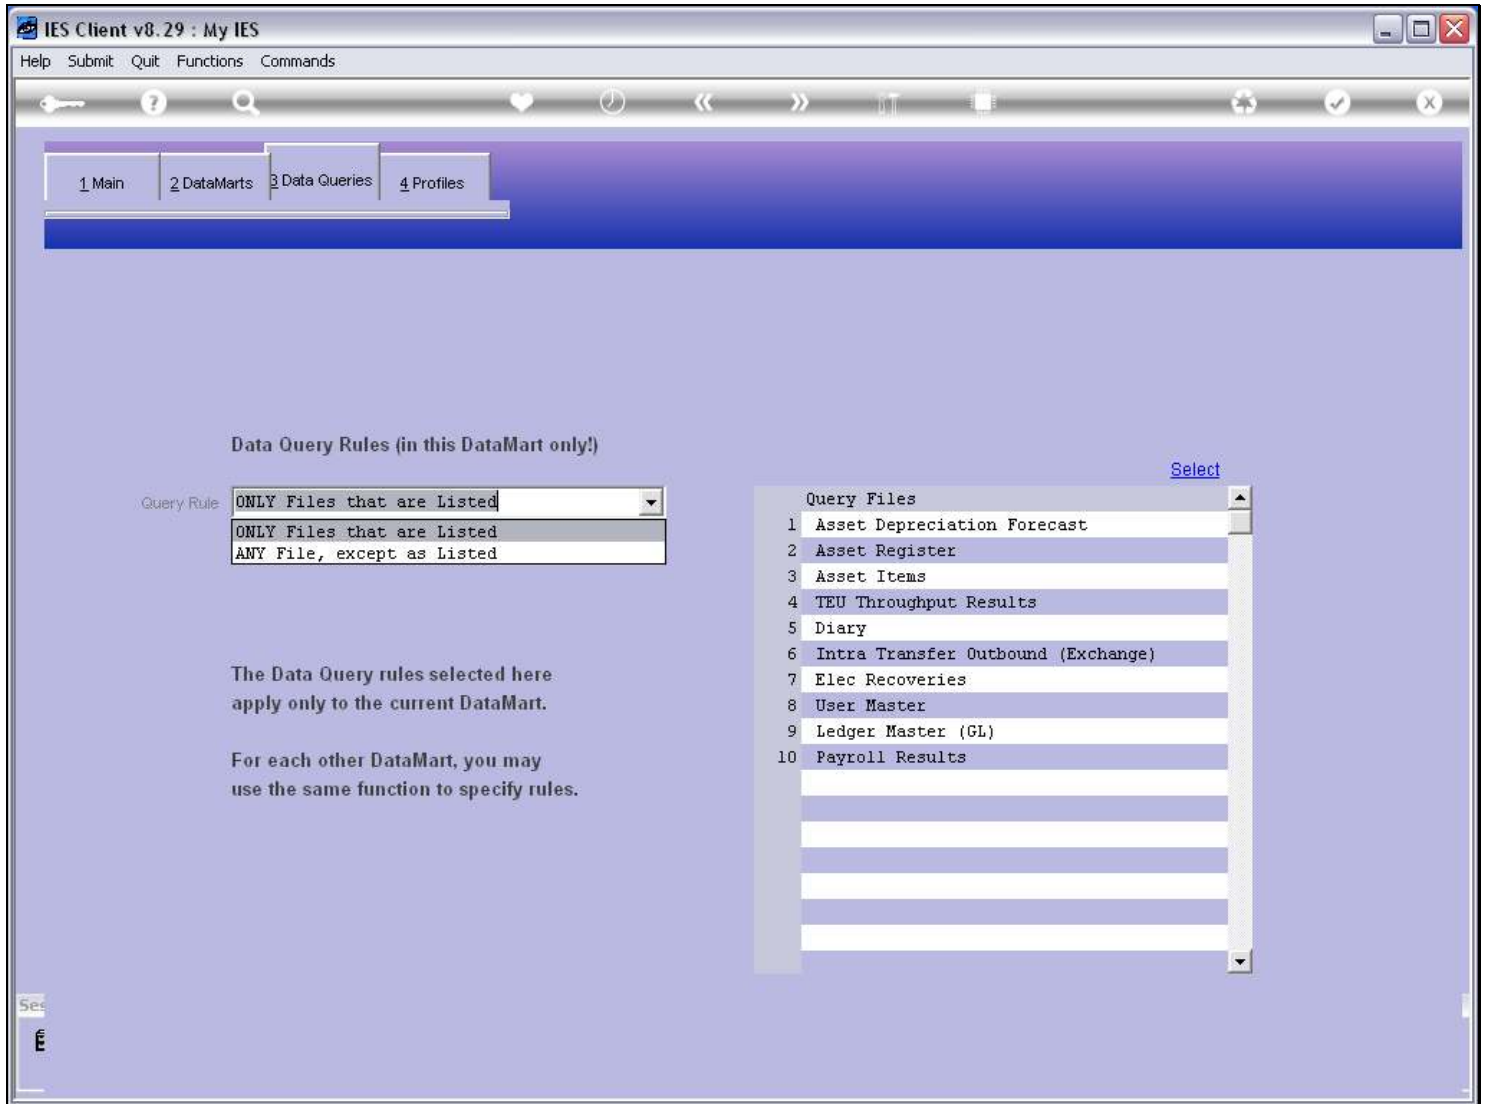 IES Client v8.29 : My IES
Help Submit Quit Functions Commands
1 Main
2 DataMarts
3 Data Queries
4 Profiles
Data Query Rules (in this DataMart only!)
Select
Query Rule
ONLY Files that are Listed
ONLY Files that are Listed
ANY File, except as Listed
The Data Query rules selected here
apply only to the current DataMart.
For each other DataMart, you may
use the same function to specify rules.
Query Files
1 Asset Depreciation Forecast
2 Asset Register
3 Asset Items
4 TEU Throughput Results
5 Diary
6 Intra Transfer Outbound (Exchange)
7 Elec Recoveries
8 User Master
9 Ledger Master (GL)
10 Payroll Results
Ses